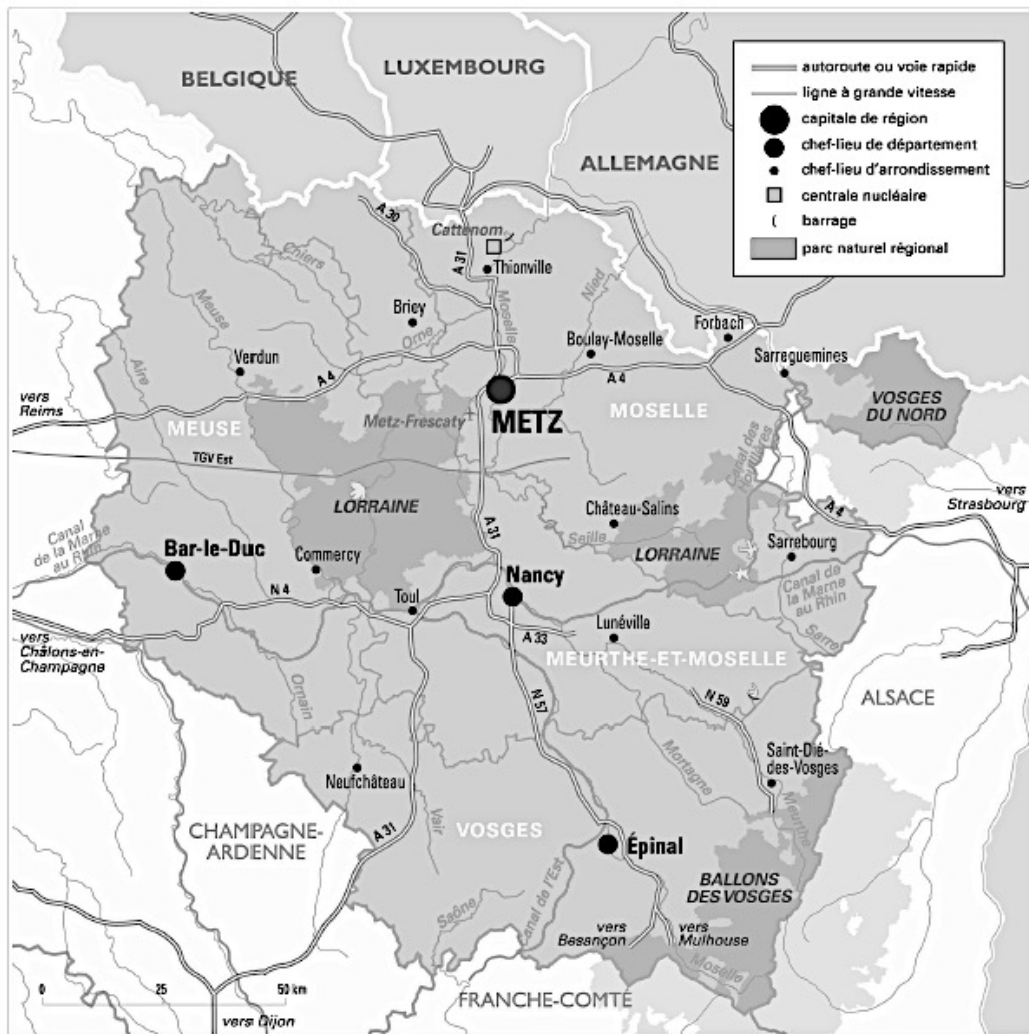 BELGIQUE
LUXEMBOURG
ALLEMAGNE
autoroute ou voie rapide
ligne à grande vitesse
capitale de région
chef-lieu de département
chef-lieu d'arrondissement
centrale nucléaire
barrage
parc naturel régional
A 30
Cattenom
A 31
Thionville
Chiers
Meuse
Briey
Orne
Moselle
Nied
Boulay-Moselle
Forbach
Sarreguemines
Verdun
Aire
A 4
A 4
vers
Reims
MEUSE
Metz-Frescaty
METZ
MOSELLE
VOSGES
DU NORD
TGV Est
Canal des
Houillères
vers
Strasbourg
LORRAINE
A 31
Château-Salins
Seille
LORRAINE
A 4
Sarrebourg
Canal
de la Marne
au Rhin
Bar-le-Duc
Commercy
Nancy
Canal de
la Marne
au Rhin
N 4
Toul
A 33
Lunéville
Sarre
vers
Châlons-en-
Champagne
MEURTHE-ET-MOSELLE
Ornain
N 57
N 59
ALSACE
Neufchâteau
Mortagne
Saint-Dié-
des-Vosges
Meurthe
CHAMPAGNE-
ARDENNE
A 31
Vair
VOSGES
Épinal
BALLONS
DES VOSGES
Saône
Canal de l'Est
vers
Besançon
vers
Mulhouse
Moselle
0 25 50 km
vers Dijon
FRANCHE-COMTÉ